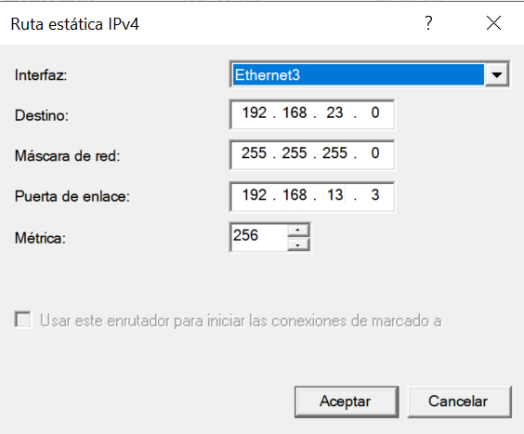 Ruta estática IPv4 ?
Interfaz: Ethernet3
Destino: 192 . 168 . 23 . 0
Máscara de red: 255 . 255 . 255 . 0
Puerta de enlace: 192 . 168 . 13 . 3
Métrica: 256
Usar este enrutador para iniciar las conexiones de marcado a
Aceptar Cancelar